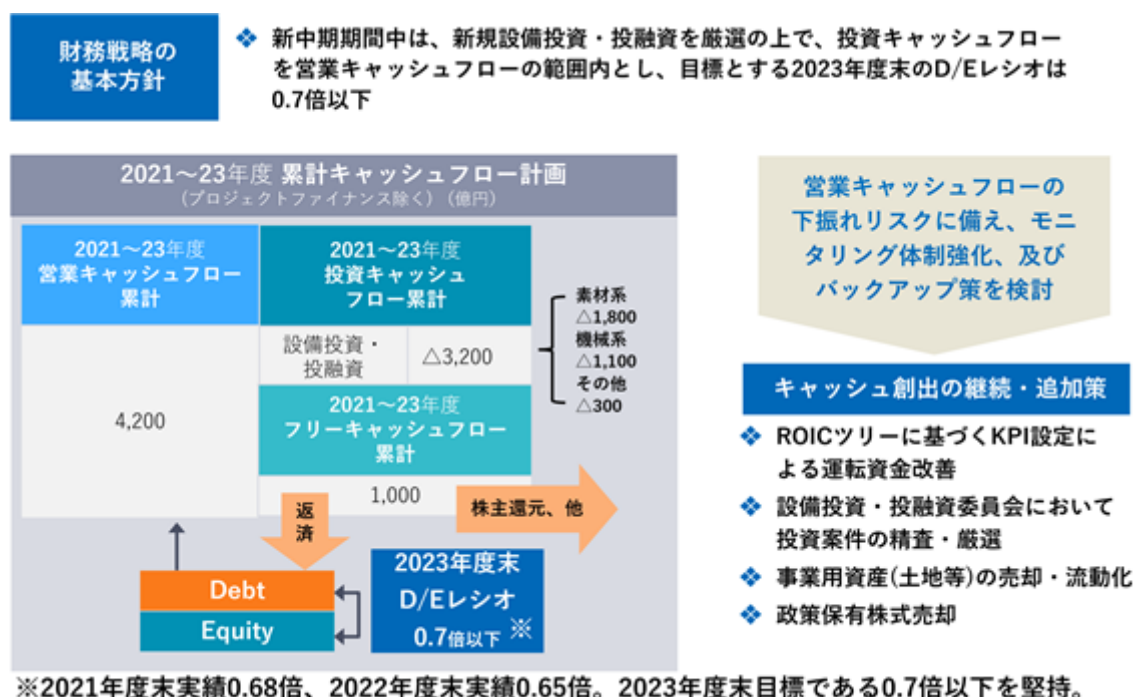 財務戦略の
基本方針
❖ 新中期期間中は、新規設備投資・投融資を厳選の上で、投資キャッシュフロー
を営業キャッシュフローの範囲内とし、目標とする2023年度末のD/Eレシオは
0.7倍以下
2021～23年度 累計キャッシュフロー計画
(プロジェクトファイナンス除く) (億円)
2021～23年度
営業キャッシュフロー
累計
4,200
2021～23年度
投資キャッシュ
フロー累計
設備投資・
投融資
△3,200
素材系
△1,800
機械系
△1,100
その他
△300
2021～23年度
フリーキャッシュフロー
累計
1,000
返
済
株主還元、他
Debt
Equity
2023年度末
D/Eレシオ
0.7倍以下 ※
営業キャッシュフローの
下振れリスクに備え、モニ
タリング体制強化、及び
バックアップ策を検討
キャッシュ創出の継続・追加策
❖ ROICツリーに基づくKPI設定に
よる運転資金改善
❖ 設備投資・投融資委員会において
投資案件の精査・厳選
❖ 事業用資産(土地等)の売却・流動化
❖ 政策保有株式売却
※2021年度末実績0.68倍、2022年度末実績0.65倍。2023年度末目標である0.7倍以下を堅持。